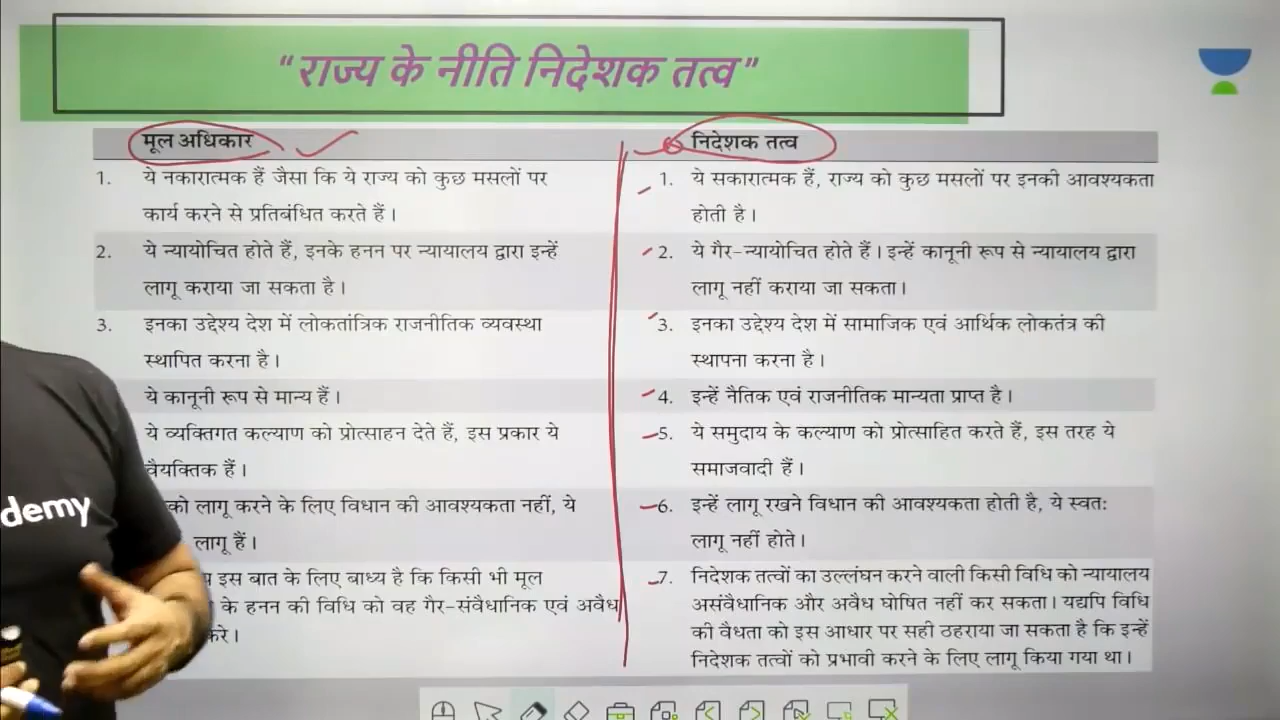 “राज्य के नीति निदेशक तत्व”
मूल अधिकार
1. ये नकारात्मक हैं जैसा कि ये राज्य को कुछ मसलों पर
कार्य करने से प्रतिबंधित करते हैं।
2. ये न्यायोचित होते हैं, इनके हनन पर न्यायालय द्वारा इन्हें
लागू कराया जा सकता है।
3. इनका उद्देश्य देश में लोकतांत्रिक राजनीतिक व्यवस्था
स्थापित करना है।
ये कानूनी रूप से मान्य हैं।
ये व्यक्तिगत कल्याण को प्रोत्साहन देते हैं, इस प्रकार ये
वैयक्तिक हैं।
को लागू करने के लिए विधान की आवश्यकता नहीं, ये
लागू हैं।
इस बात के लिए बाध्य है कि किसी भी मूल
के हनन की विधि को वह गैर-संवैधानिक एवं अवैध
करे।
निदेशक तत्व
1. ये सकारात्मक हैं, राज्य को कुछ मसलों पर इनकी आवश्यकता
होती है।
2. ये गैर-न्यायोचित होते हैं। इन्हें कानूनी रूप से न्यायालय द्वारा
लागू नहीं कराया जा सकता।
3. इनका उद्देश्य देश में सामाजिक एवं आर्थिक लोकतंत्र की
स्थापना करना है।
4. इन्हें नैतिक एवं राजनीतिक मान्यता प्राप्त है।
5. ये समुदाय के कल्याण को प्रोत्साहित करते हैं, इस तरह ये
समाजवादी हैं।
6. इन्हें लागू रखने विधान की आवश्यकता होती है, ये स्वतः
लागू नहीं होते।
7. निदेशक तत्वों का उल्लंघन करने वाली किसी विधि को न्यायालय
असंवैधानिक और अवैध घोषित नहीं कर सकता। यद्यपि विधि
की वैधता को इस आधार पर सही ठहराया जा सकता है कि इन्हें
निदेशक तत्वों को प्रभावी करने के लिए लागू किया गया था।
demy